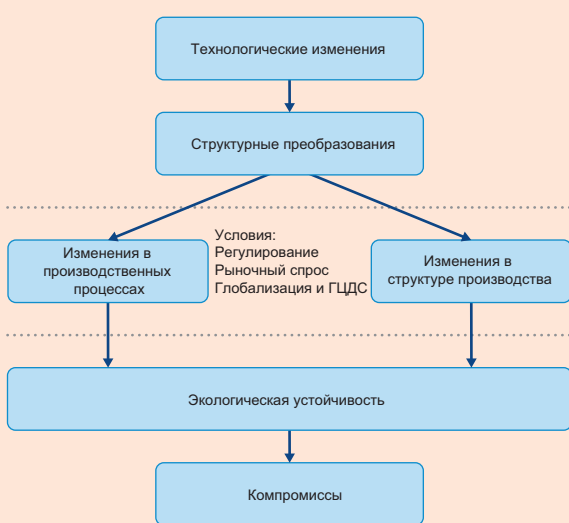 Технологические изменения
Структурные преобразования
Условия:
Регулирование
Рыночный спрос
Глобализация и ГЦДС
Изменения в
производственных
процессах
Изменения в
структуре производства
Экологическая устойчивость
Компромиссы